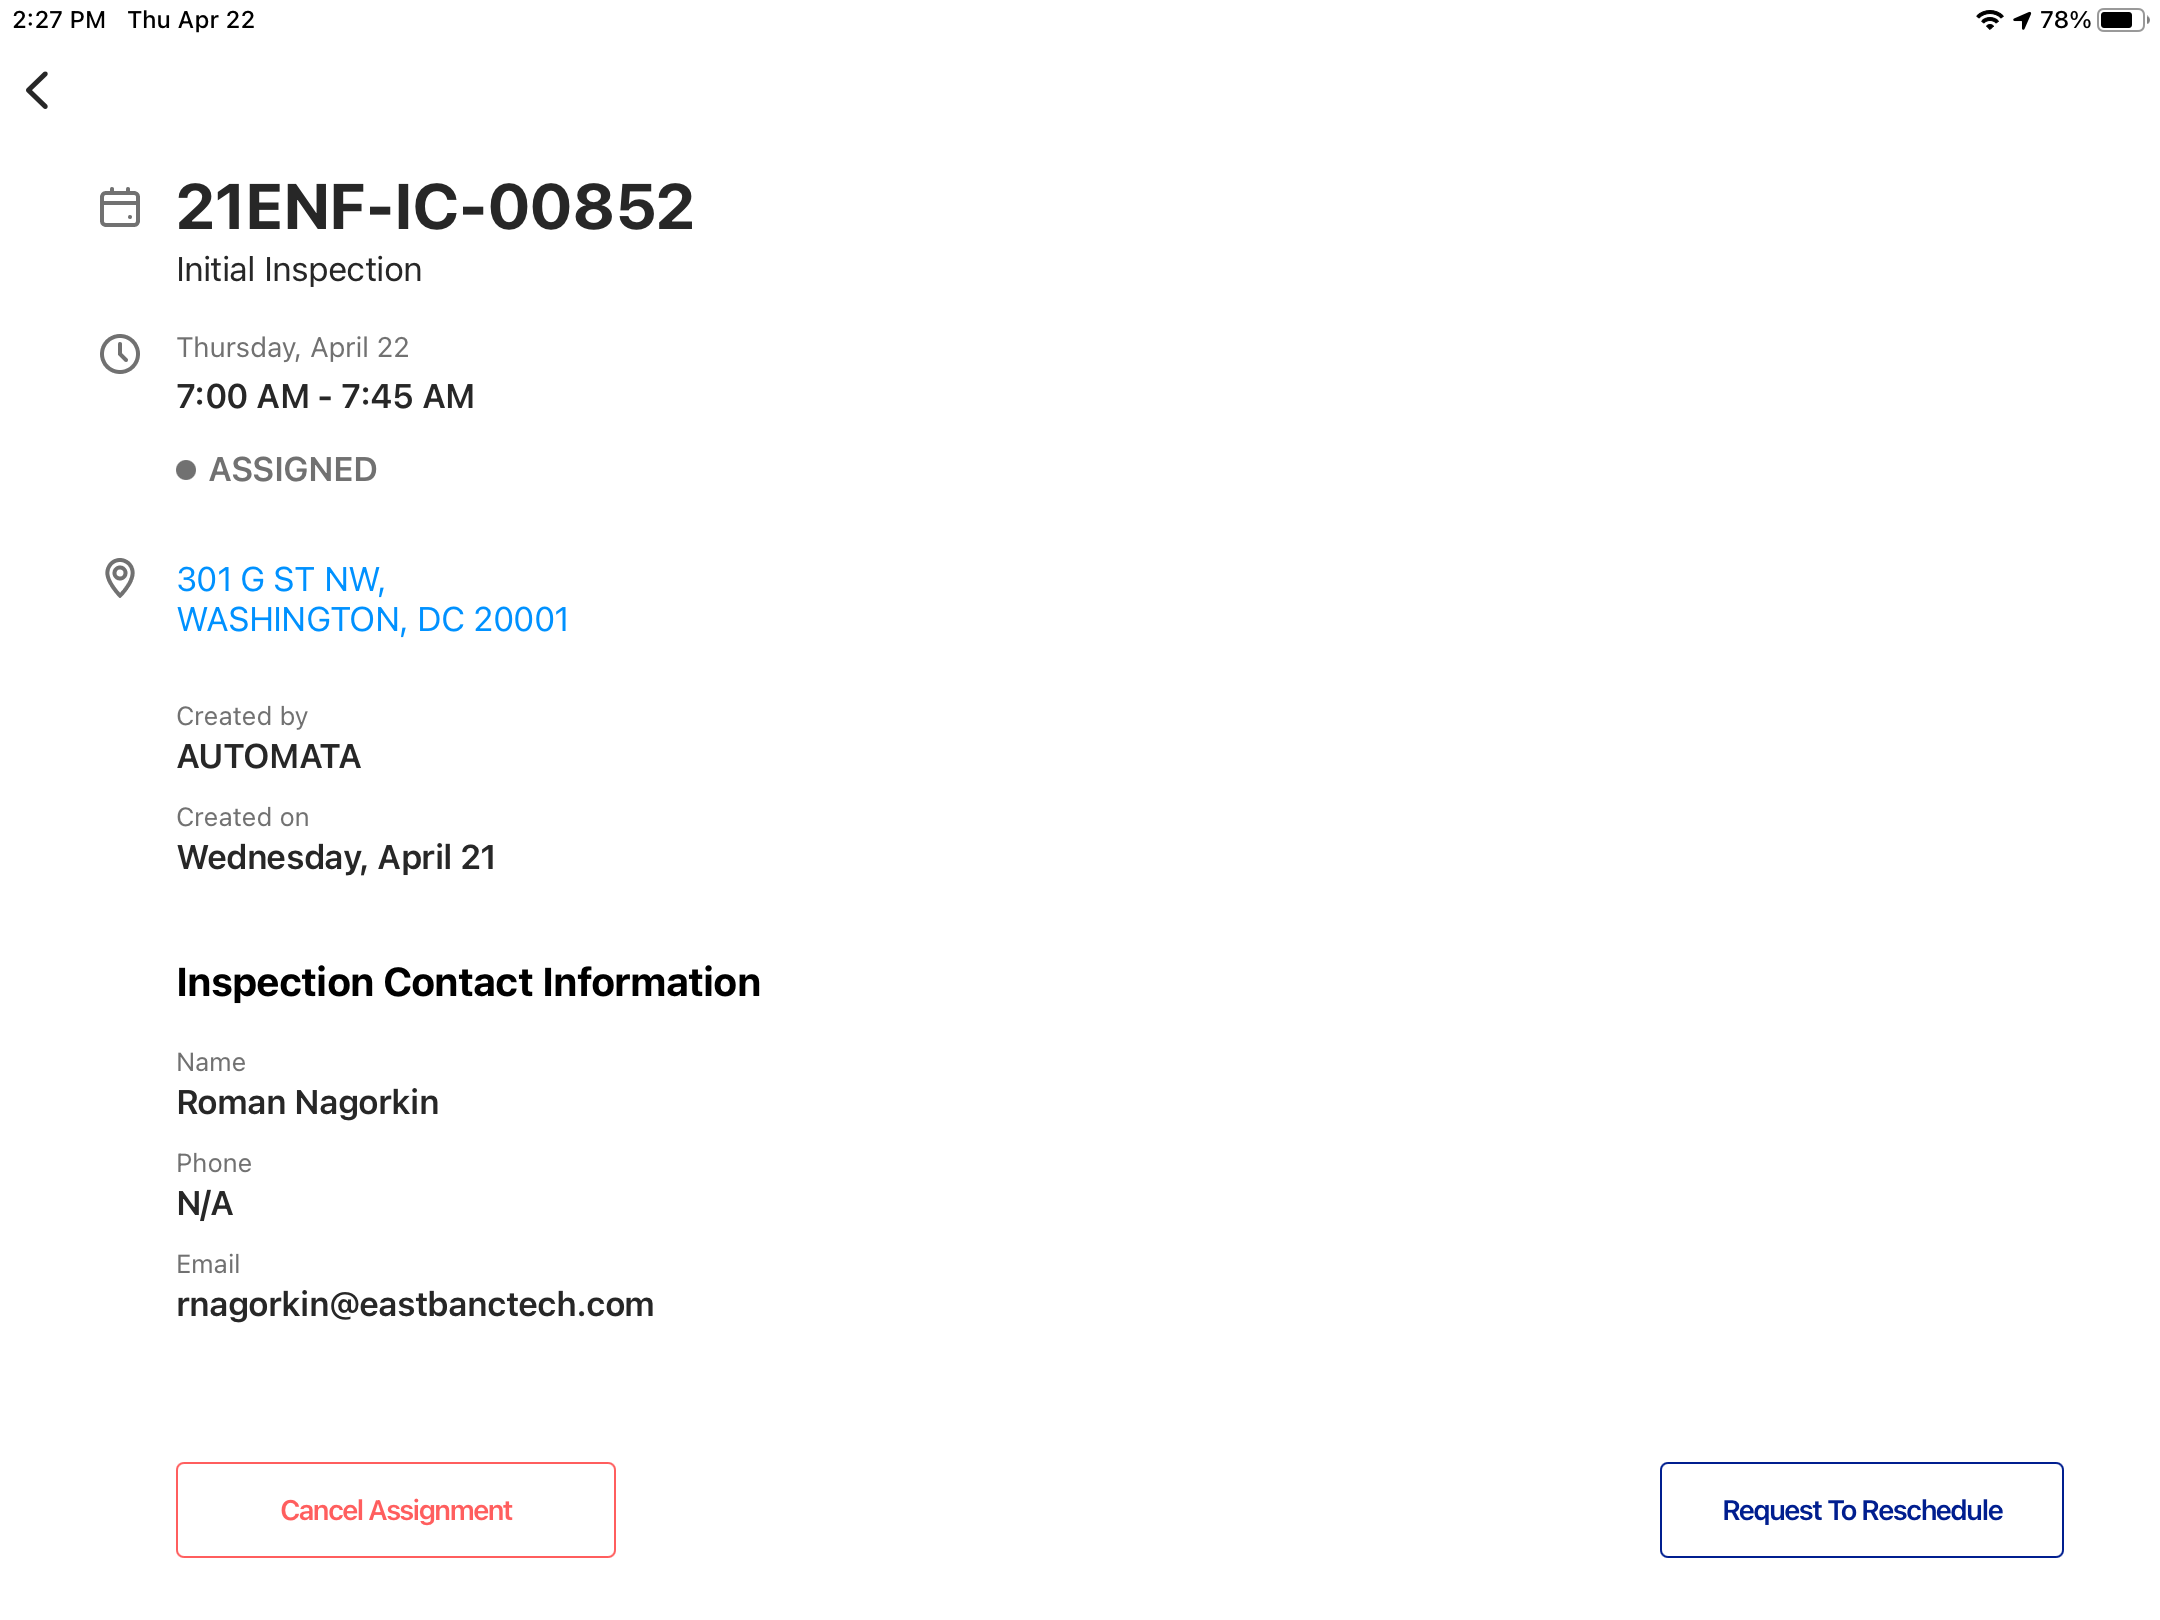 2:27 PM Thu Apr 22
78%
21ENF-IC-00852
Initial Inspection
Thursday, April 22
7:00 AM - 7:45 AM
ASSIGNED
301 G ST NW,
WASHINGTON, DC 20001
Created by
AUTOMATA
Created on
Wednesday, April 21
Inspection Contact Information
Name
Roman Nagorkin
Phone
N/A
Email
rnagorkin@eastbanctech.com
Cancel Assignment
Request To Reschedule